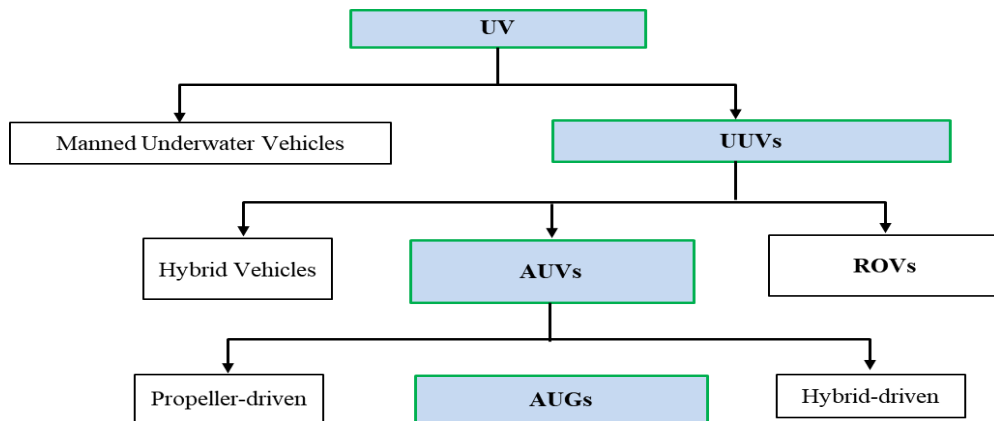 UV
Manned Underwater Vehicles
UUVs
Hybrid Vehicles
AUVs
ROVs
Propeller-driven
AUGs
Hybrid-driven